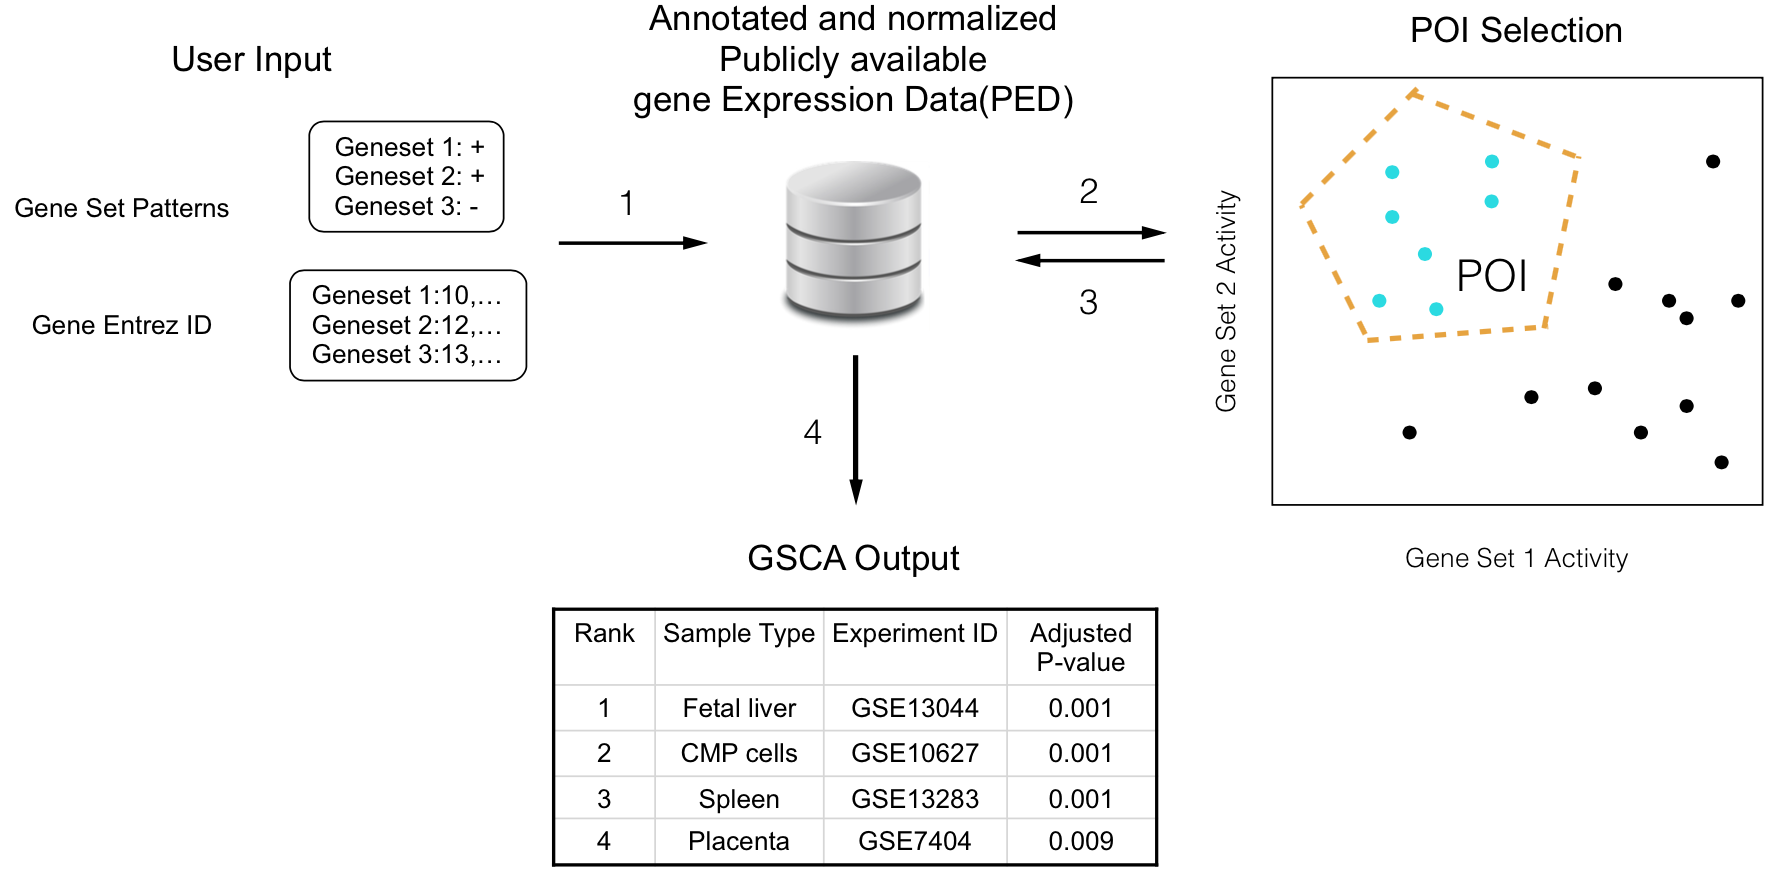 User Input
Gene Set Patterns
Geneset 1: +
Geneset 2: +
Geneset 3: -
Gene Entrez ID
Geneset 1:10,…
Geneset 2:12,…
Geneset 3:13,…
1
Annotated and normalized
Publicly available
gene Expression Data(PED)
2
3
4
POI Selection
POI
Gene Set 2 Activity
Gene Set 1 Activity
GSCA Output
Rank Sample Type Experiment ID Adjusted
P-value
1 Fetal liver GSE13044 0.001
2 CMP cells GSE10627 0.001
3 Spleen GSE13283 0.001
4 Placenta GSE7404 0.009